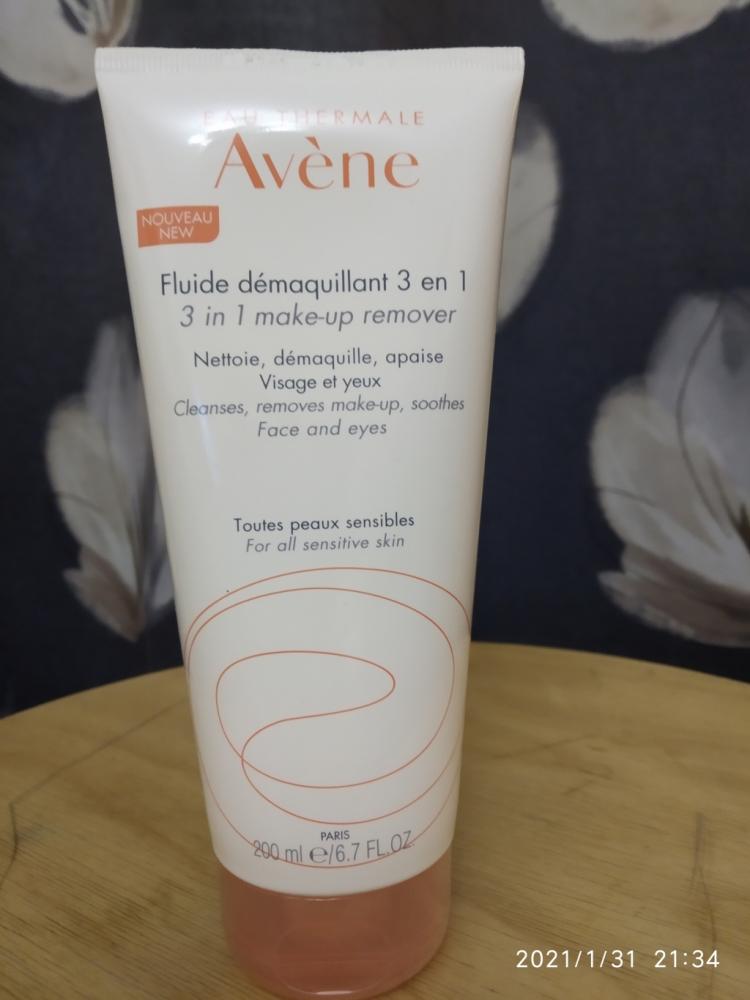 EAU THERMALE
Avène
NOUVEAU
NEW
Fluide démaquillant 3 en 1
3 in 1 make-up remover
Nettoie, démaquille, apaise
Visage et yeux
Cleanses, removes make-up, soothes
Face and eyes
Toutes peaux sensibles
For all sensitive skin
PARIS
200 ml ℮/6.7 FL.OZ.
2021/1/31 21:34